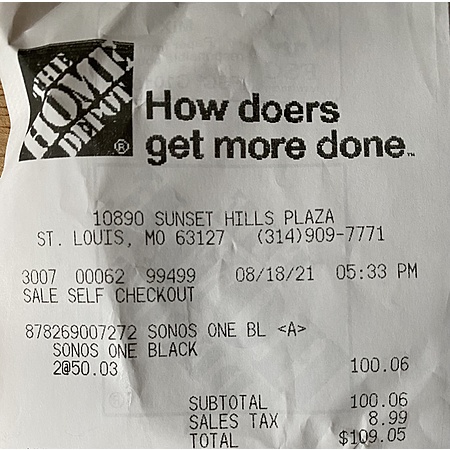 THE
HOME
DEPOT
®
How doers
get more done™
10890 SUNSET HILLS PLAZA
ST. LOUIS, MO 63127 (314)909-7771
3007 00062 99499 08/18/21 05:33 PM
SALE SELF CHECKOUT
878269007272 SONOS ONE BL <A>
SONOS ONE BLACK
2@50.03 100.06
SUBTOTAL 100.06
SALES TAX 8.99
TOTAL $109.05